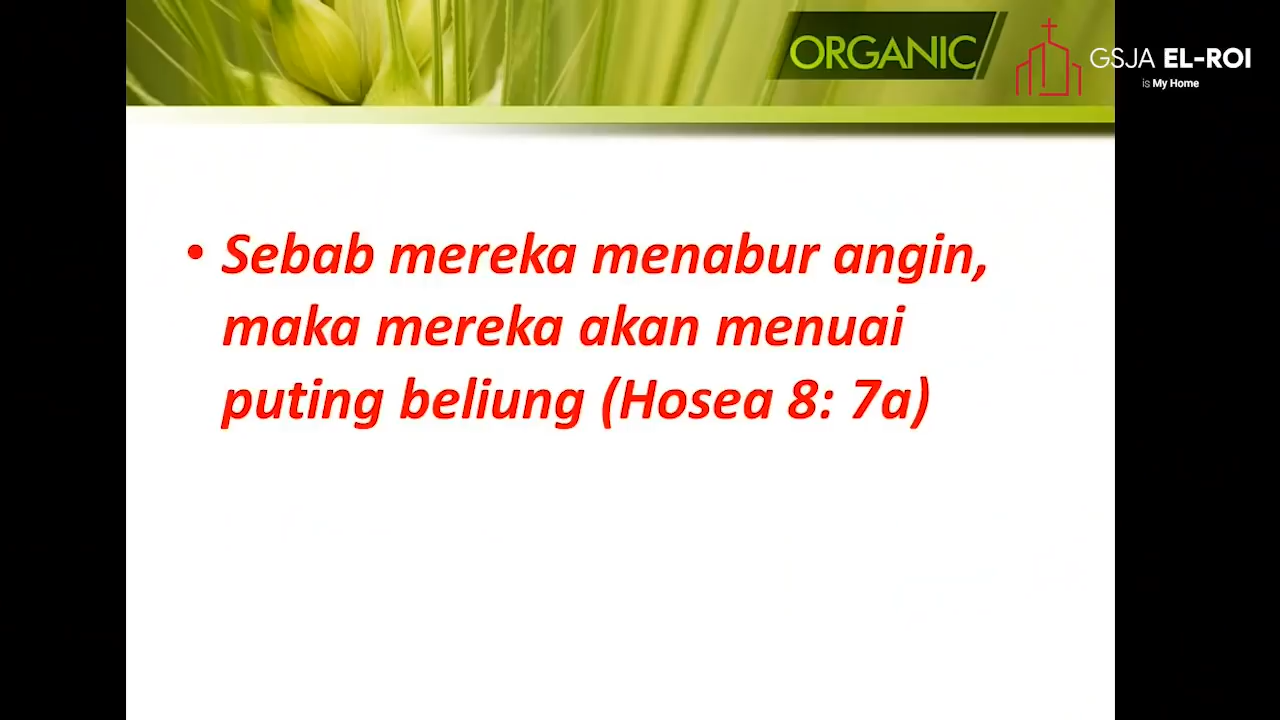 ORGANIC
GSJA EL-ROI
is My Home
• Sebab mereka menabur angin,
maka mereka akan menuai
puting beliung (Hosea 8: 7a)